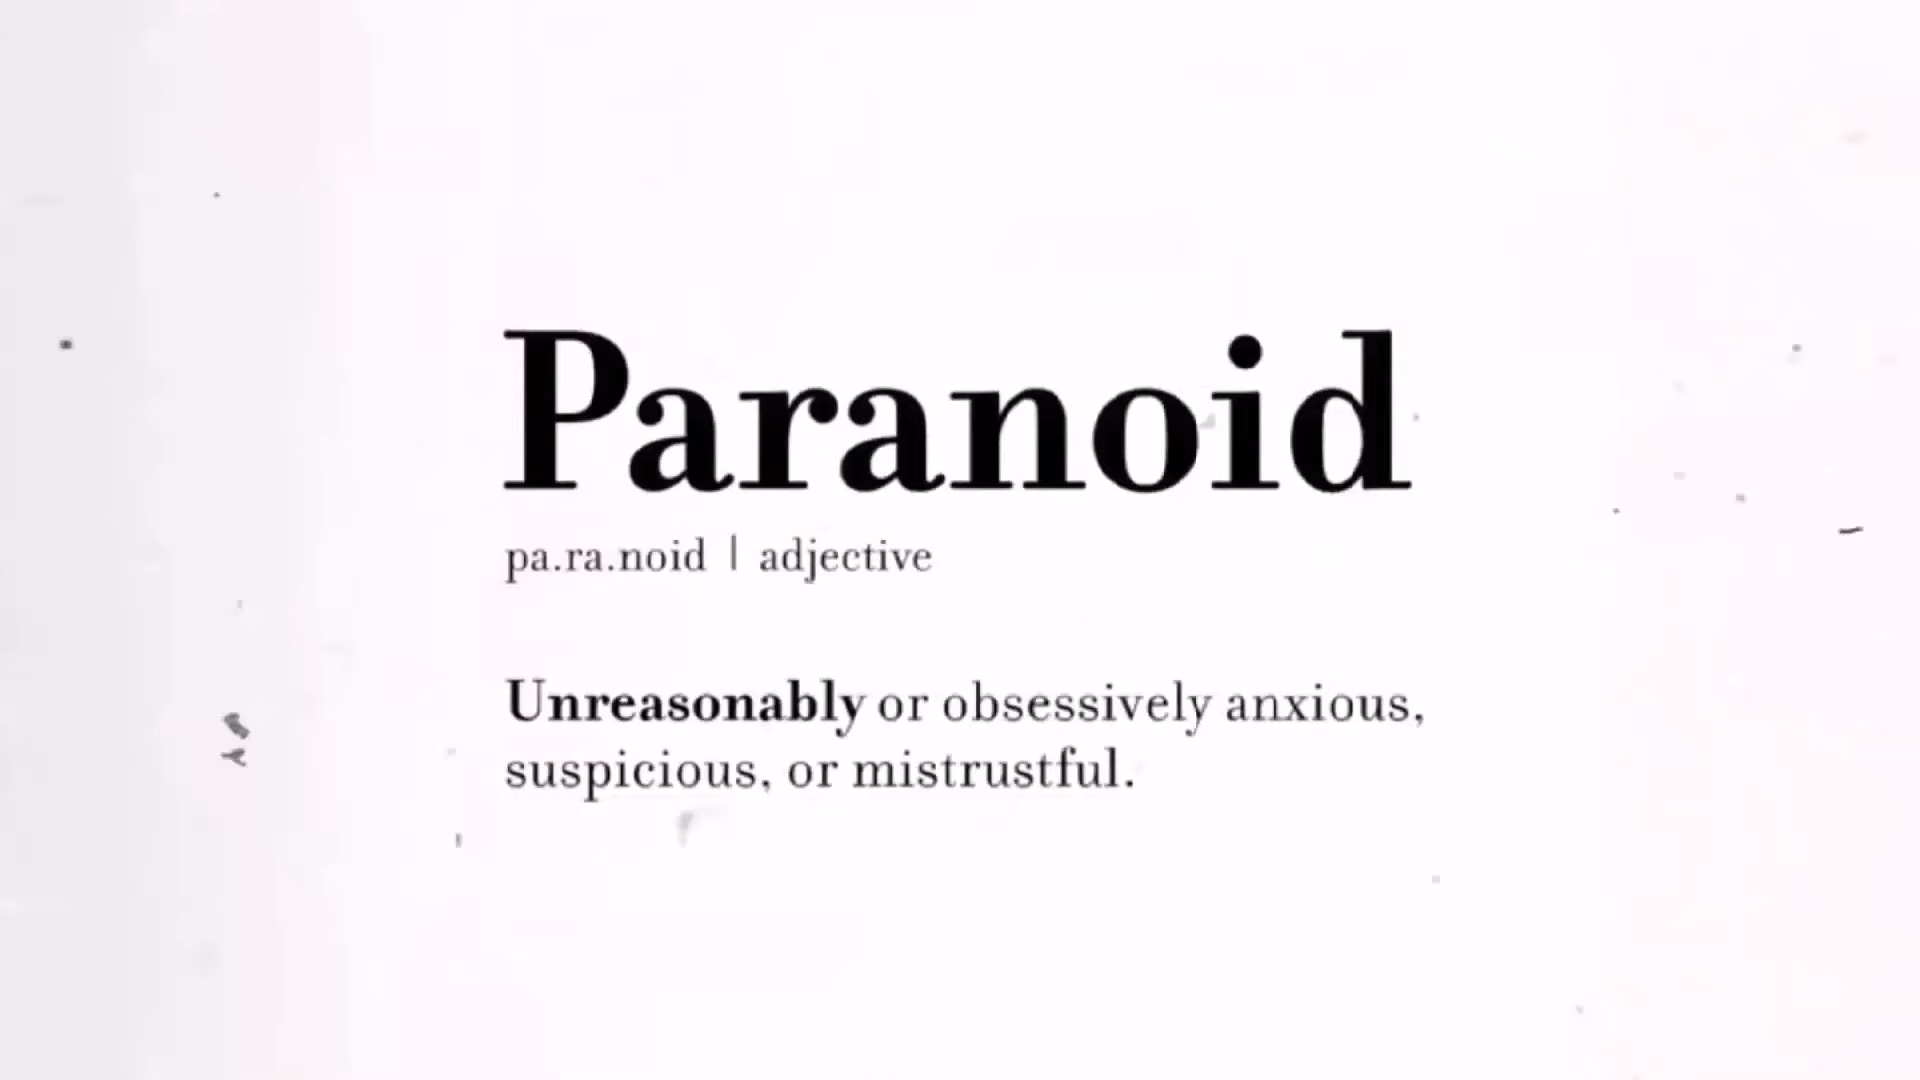 Paranoid
pa.ra.noid | adjective
Unreasonably or obsessively anxious,
suspicious, or mistrustful.